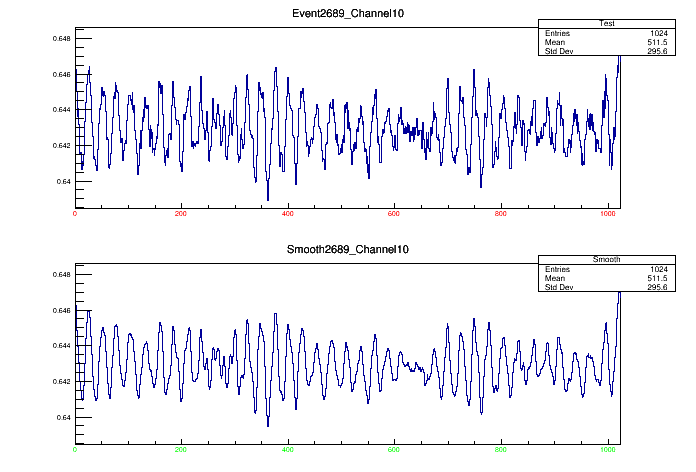 Event2689_Channel10
Test
Entries 1024
Mean 511.5
Std Dev 295.6
0.648
0.646
0.644
0.642
0.64
0 200 400 600 800 1000
Smooth2689_Channel10
Smooth
Entries 1024
Mean 511.5
Std Dev 295.6
0.648
0.646
0.644
0.642
0.64
0 200 400 600 800 1000